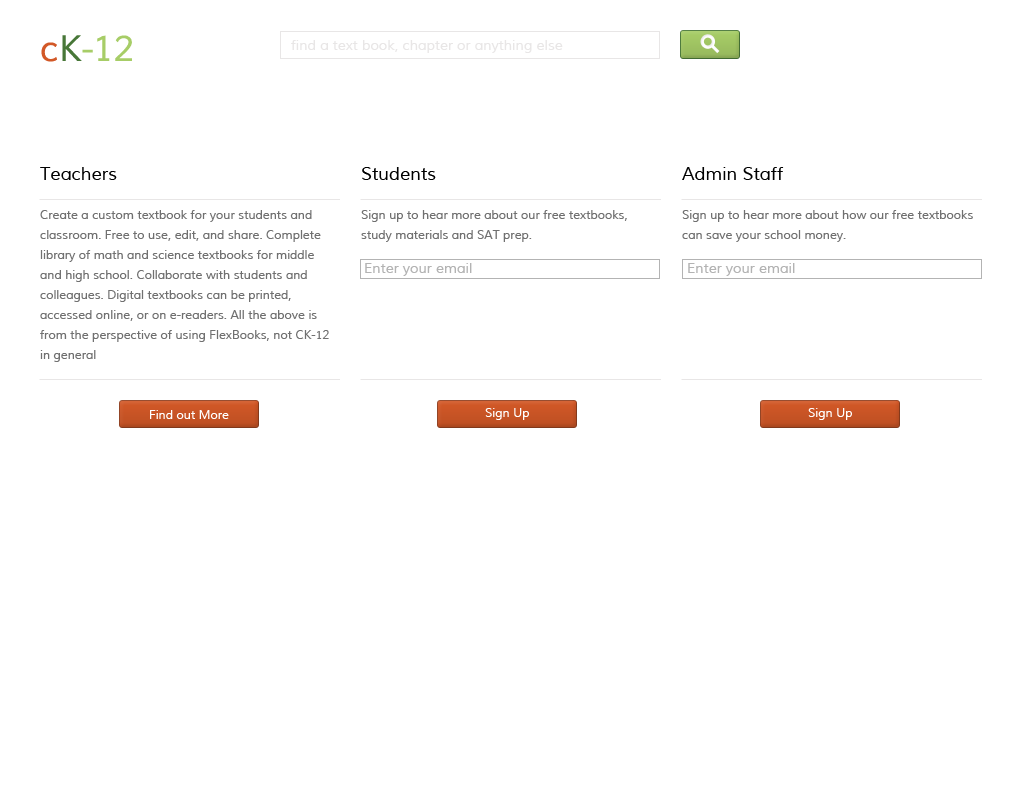 cK-12
find a text book, chapter or anything else
Teachers
Create a custom textbook for your students and
classroom. Free to use, edit, and share. Complete
library of math and science textbooks for middle
and high school. Collaborate with students and
colleagues. Digital textbooks can be printed,
accessed online, or on e-readers. All the above is
from the perspective of using FlexBooks, not CK-12
in general
Find out More
Students
Sign up to hear more about our free textbooks,
study materials and SAT prep.
Enter your email
Sign Up
Admin Staff
Sign up to hear more about how our free textbooks
can save your school money.
Enter your email
Sign Up